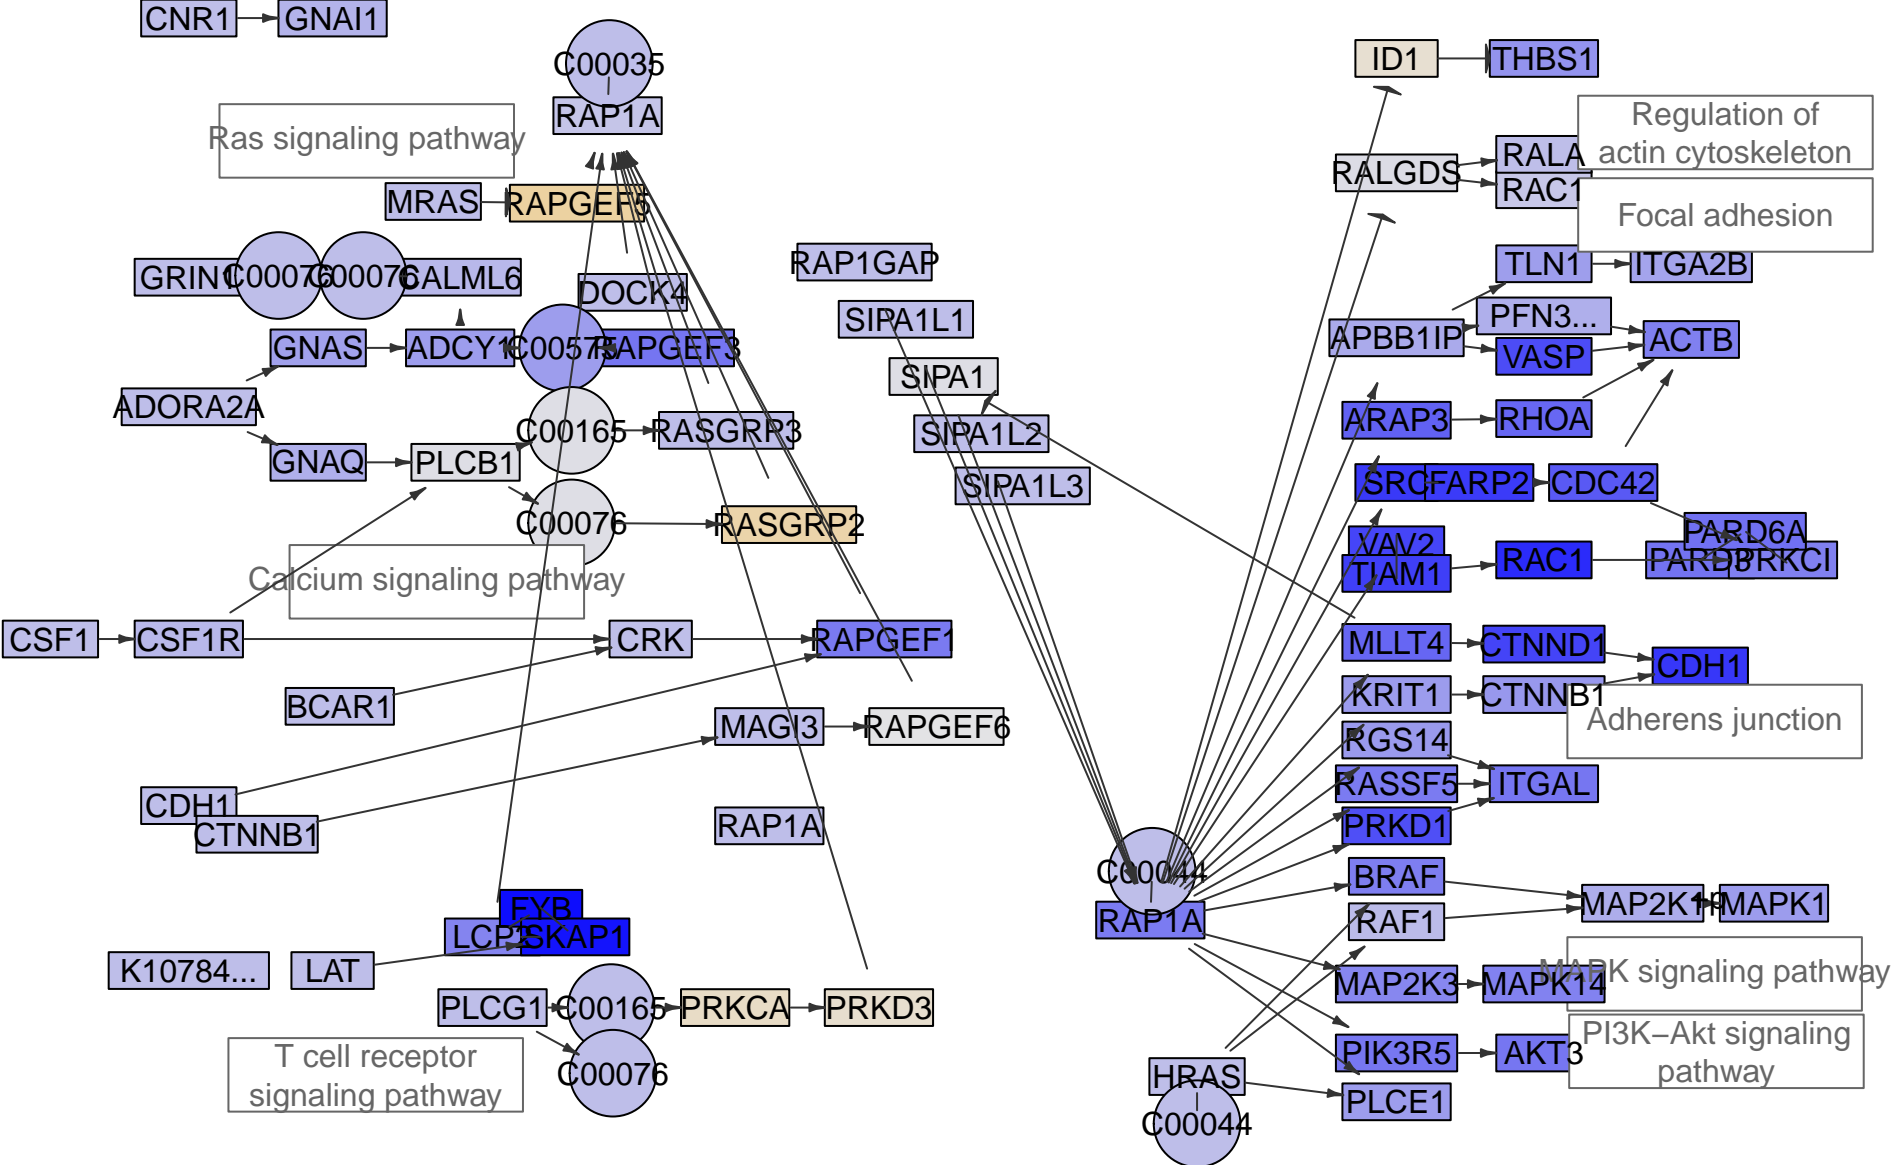 CNR1
GNAI1
C00035
RAP1A
ID1
THBS1
Ras signaling pathway
Regulation of
actin cytoskeleton
RALGDS
RALA
RAC1
Focal adhesion
MRAS
RAPGEF5
GRIN1
C00076
C00076
CALML6
RAP1GAP
TLN1
ITGA2B
DOCK4
SIPA1L1
PFN3...
APBB1IP
ACTB
GNAS
ADCY1
C00575
RAPGEF3
VASP
SIPA1
ADORA2A
ARAP3
RHOA
C00165
RASGRP3
SIPA1L2
GNAQ
PLCB1
SIPA1L3
SRC
FARP2
CDC42
C00076
RASGRP2
PARD6A
VAV2
TIAM1
RAC1
PARD3
PRKCI
Calcium signaling pathway
CSF1
CSF1R
CRK
RAPGEF1
MLLT4
CTNND1
CDH1
KRIT1
CTNNB1
BCAR1
MAGI3
RAPGEF6
Adherens junction
RGS14
RASSF5
ITGAL
CDH1
CTNNB1
RAP1A
PRKD1
C00044
BRAF
RAP1A
RAF1
MAP2K1
+p
MAPK1
FYB
LCP2
SKAP1
K10784...
LAT
MAPK signaling pathway
MAP2K3
MAPK14
PLCG1
C00165
PRKCA
PRKD3
T cell receptor
signaling pathway
C00076
PIK3R5
AKT3
PI3K−Akt signaling
pathway
HRAS
PLCE1
C00044